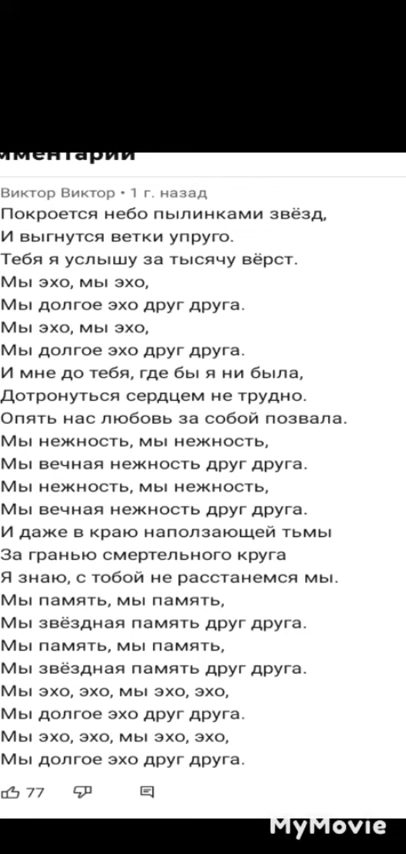 мментарии
Виктор Виктор • 1 г. назад
Покроется небо пылинками звёзд,
И выгнутся ветки упруго.
Тебя я услышу за тысячу вёрст.
Мы эхо, мы эхо,
Мы долгое эхо друг друга.
Мы эхо, мы эхо,
Мы долгое эхо друг друга.
И мне до тебя, где бы я ни была,
Дотронуться сердцем не трудно.
Опять нас любовь за собой позвала.
Мы нежность, мы нежность,
Мы вечная нежность друг друга.
Мы нежность, мы нежность,
Мы вечная нежность друг друга.
И даже в краю наползающей тьмы
За гранью смертельного круга
Я знаю, с тобой не расстанемся мы.
Мы память, мы память,
Мы звёздная память друг друга.
Мы память, мы память,
Мы звёздная память друг друга.
Мы эхо, эхо, мы эхо, эхо,
Мы долгое эхо друг друга.
Мы эхо, эхо, мы эхо, эхо,
Мы долгое эхо друг друга.
77
MyMovie